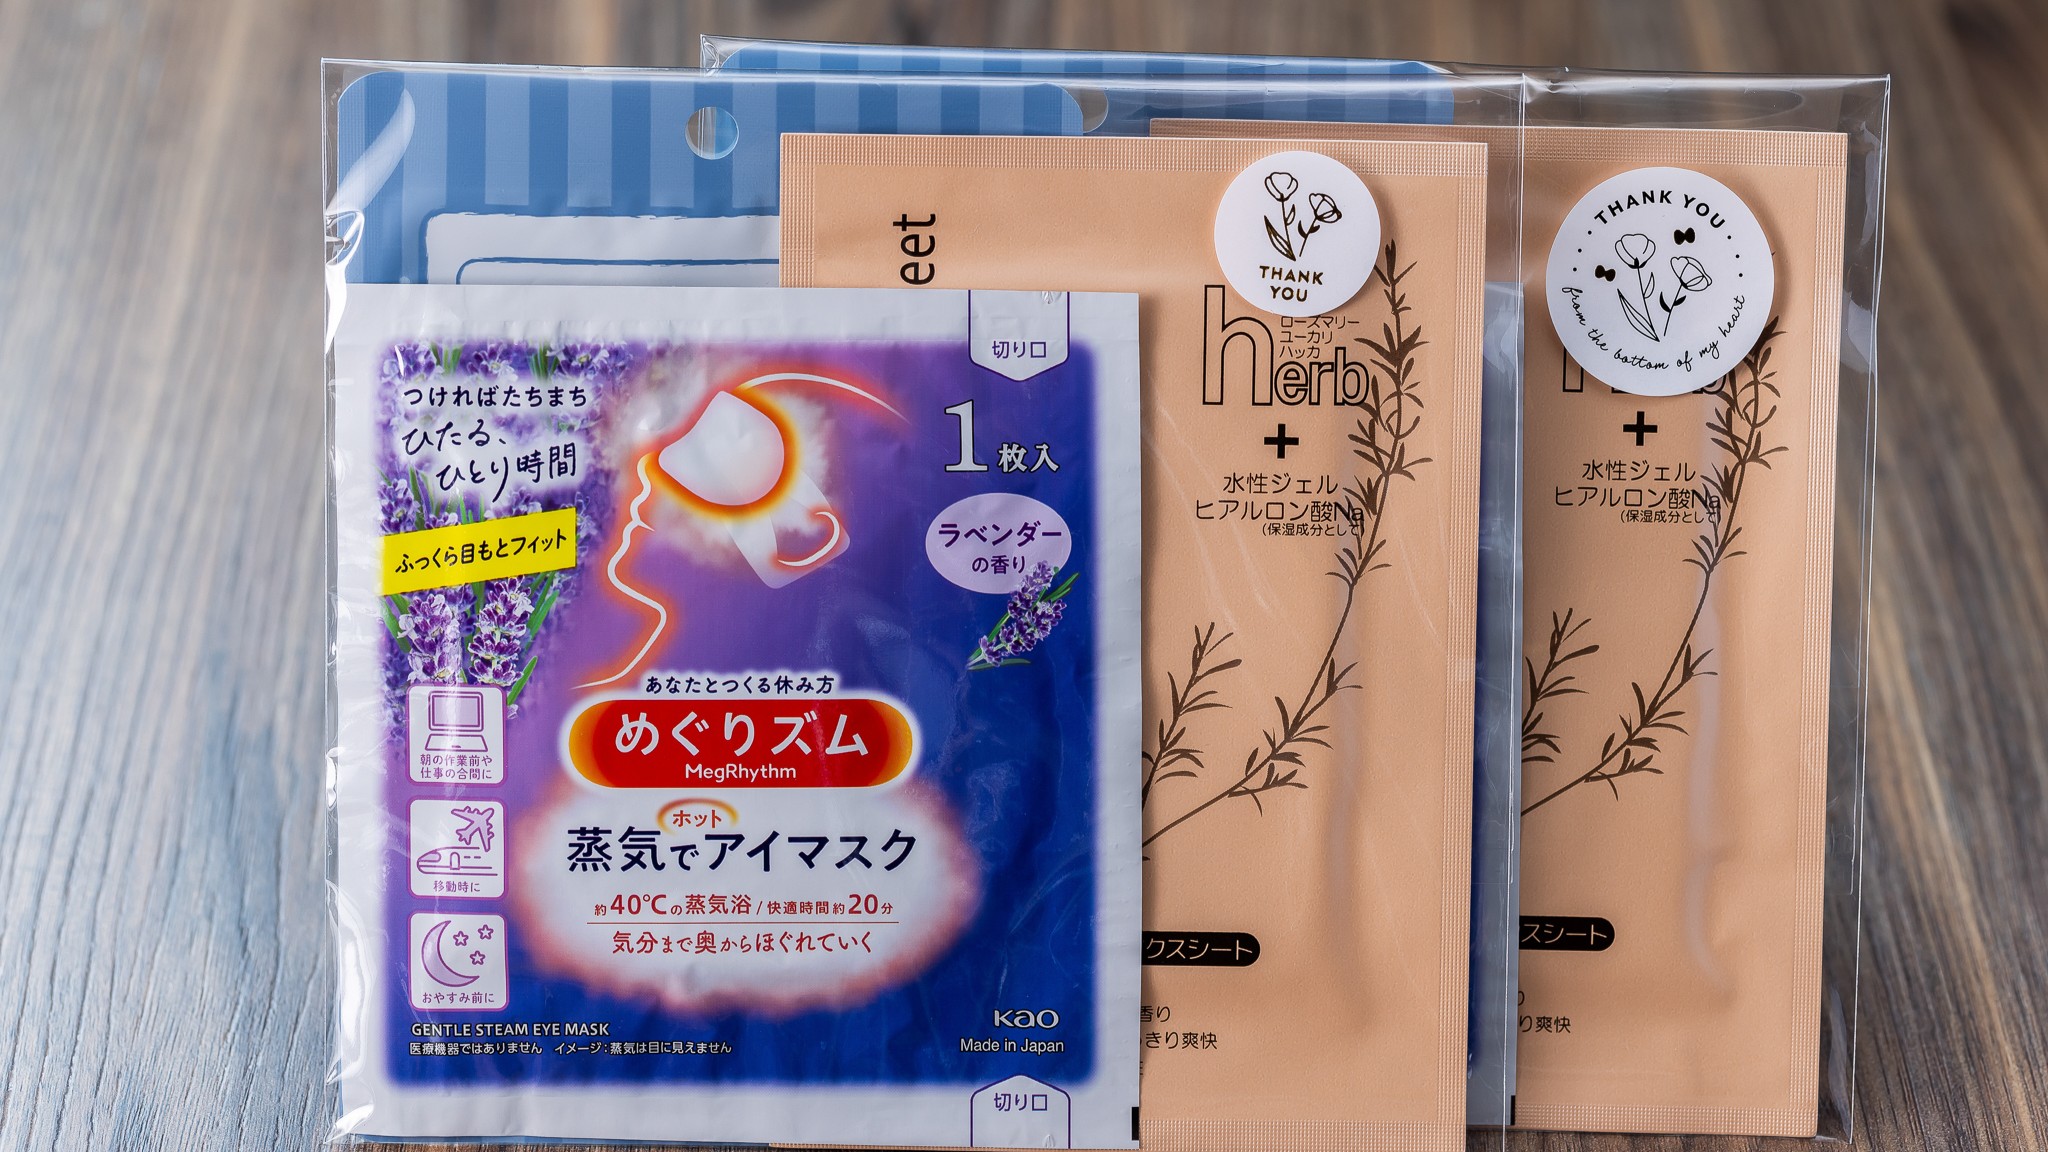 つければたちまち
ひたる、
ひとり時間
ふっくら目もとフィット
切り口
1枚入
ラベンダー
の香り
あなたとつくる休み方
めぐりズム
MegRhythm
ホット
蒸気でアイマスク
約40℃の蒸気浴/快適時間約20分
気分まで奥からほぐれていく
朝の作業前や
仕事の合間に
移動時に
おやすみ前に
GENTLE STEAM EYE MASK
医療機器ではありません イメージ:蒸気は目に見えません
Kao
Made in Japan
切り口
eet
THANK
YOU
ローズマリー
ユーカリ
ハッカ
herb
+
水性ジェル
ヒアルロン酸Na
(保湿成分として)
クスシート
香り
きり爽快
THANK YOU
from the bottom of my heart
+
水性ジェル
ヒアルロン酸Na
(保湿成分として)
スシート
り爽快